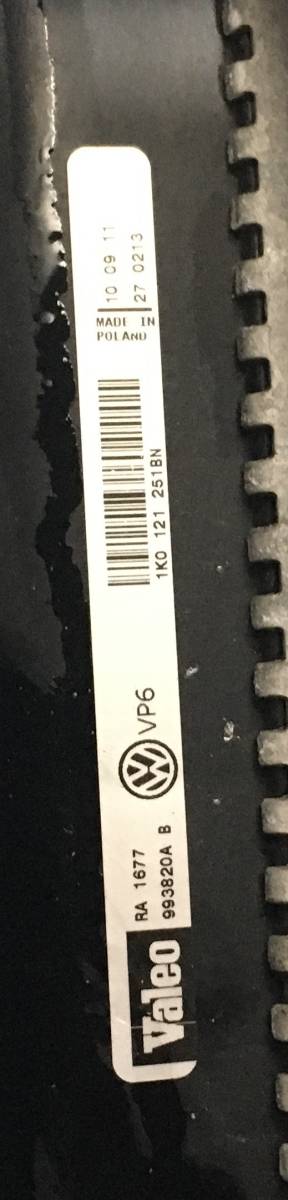 Valeo
RA 1677
993820A B
VP6
1K0 121 251BN
MADE IN
POLAND
10 09 11
27 0213